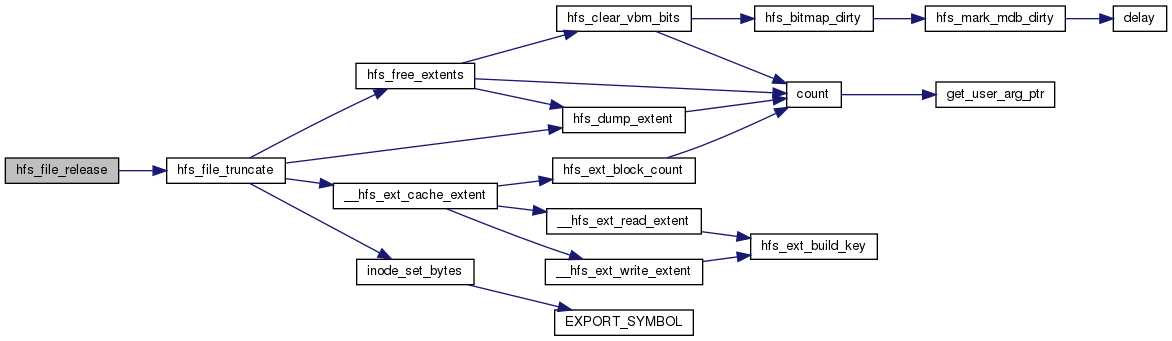 hfs_clear_vbm_bits
hfs_bitmap_dirty
hfs_mark_mdb_dirty
delay
hfs_free_extents
count
get_user_arg_ptr
hfs_dump_extent
hfs_file_release
hfs_file_truncate
hfs_ext_block_count
__hfs_ext_cache_extent
__hfs_ext_read_extent
hfs_ext_build_key
inode_set_bytes
__hfs_ext_write_extent
EXPORT_SYMBOL